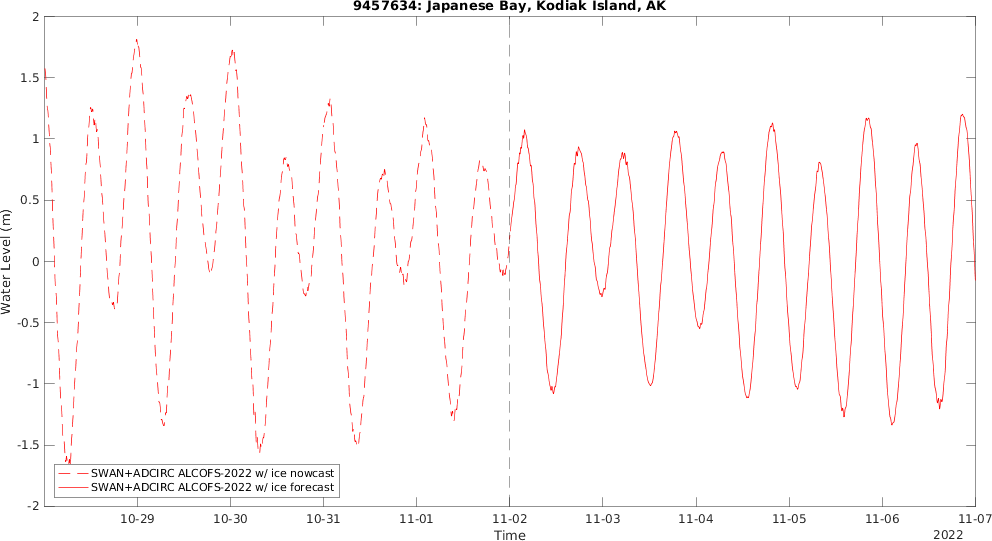 9457634: Japanese Bay, Kodiak Island, AK
2
1.5
1
0.5
0
-0.5
-1
-1.5
-2
Water Level (m)
SWAN+ADCIRC ALCOFS-2022 w/ ice nowcast
SWAN+ADCIRC ALCOFS-2022 w/ ice forecast
10-29 10-30 10-31 11-01 11-02 11-03 11-04 11-05 11-06 11-07
Time
2022